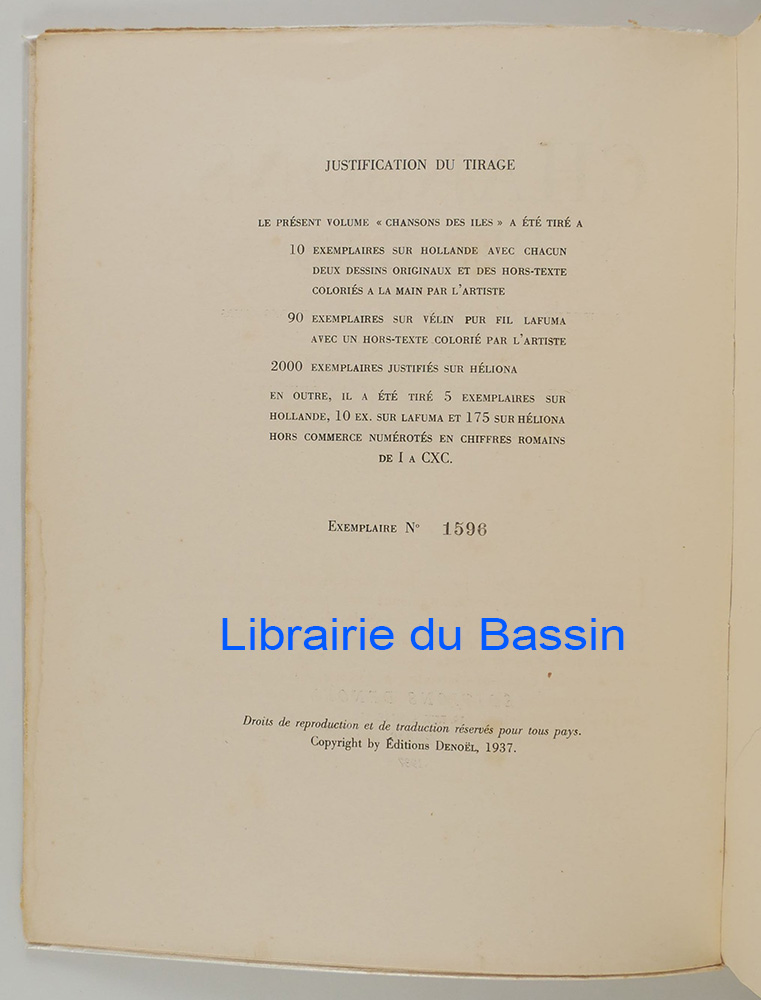 JUSTIFICATION DU TIRAGE
LE PRÉSENT VOLUME « CHANSONS DES ILES » A ÉTÉ TIRÉ A
10 EXEMPLAIRES SUR HOLLANDE AVEC CHACUN
DEUX DESSINS ORIGINAUX ET DES HORS-TEXTE
COLORIÉS A LA MAIN PAR L'ARTISTE
90 EXEMPLAIRES SUR VÉLIN PUR FIL LAFUMA
AVEC UN HORS-TEXTE COLORIÉ PAR L'ARTISTE
2000 EXEMPLAIRES JUSTIFIÉS SUR HÉLIONA
EN OUTRE, IL A ÉTÉ TIRÉ 5 EXEMPLAIRES SUR
HOLLANDE, 10 EX. SUR LAFUMA ET 175 SUR HÉLIONA
HORS COMMERCE NUMÉROTÉS EN CHIFFRES ROMAINS
DE I A CXC.
EXEMPLAIRE N° 1596
Librairie du Bassin
Droits de reproduction et de traduction réservés pour tous pays.
Copyright by Éditions DENOËL, 1937.